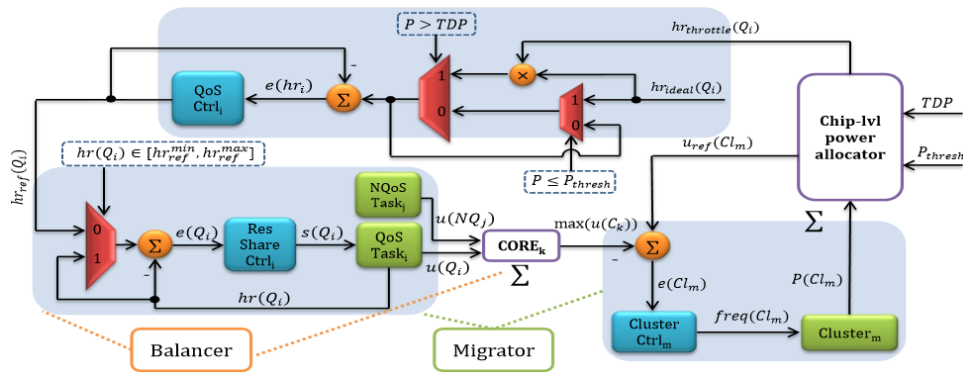 P > TDP
hr_throttle(Q_i)
-
1
×
QoS
Ctrl_i
e(hr_i)
Σ
0
1
0
hr_ideal(Q_i)
Chip-lvl
power
allocator
TDP
P_thresh
hr_ref(Q_i)
hr(Q_i) ∈ [hr_ref^min, hr_ref^max]
P ≤ P_thresh
u_ref(Cl_m)
Σ
NQoS
Task_j
u(NQ_j)
0
1
Σ
-
e(Q_i)
Res
Share
Ctrl_i
s(Q_i)
QoS
Task_i
u(Q_i)
CORE_k
Σ
max(u(C_k))
-
Σ
hr(Q_i)
e(Cl_m)
P(Cl_m)
Cluster
Ctrl_m
freq(Cl_m)
Cluster_m
Balancer
Migrator